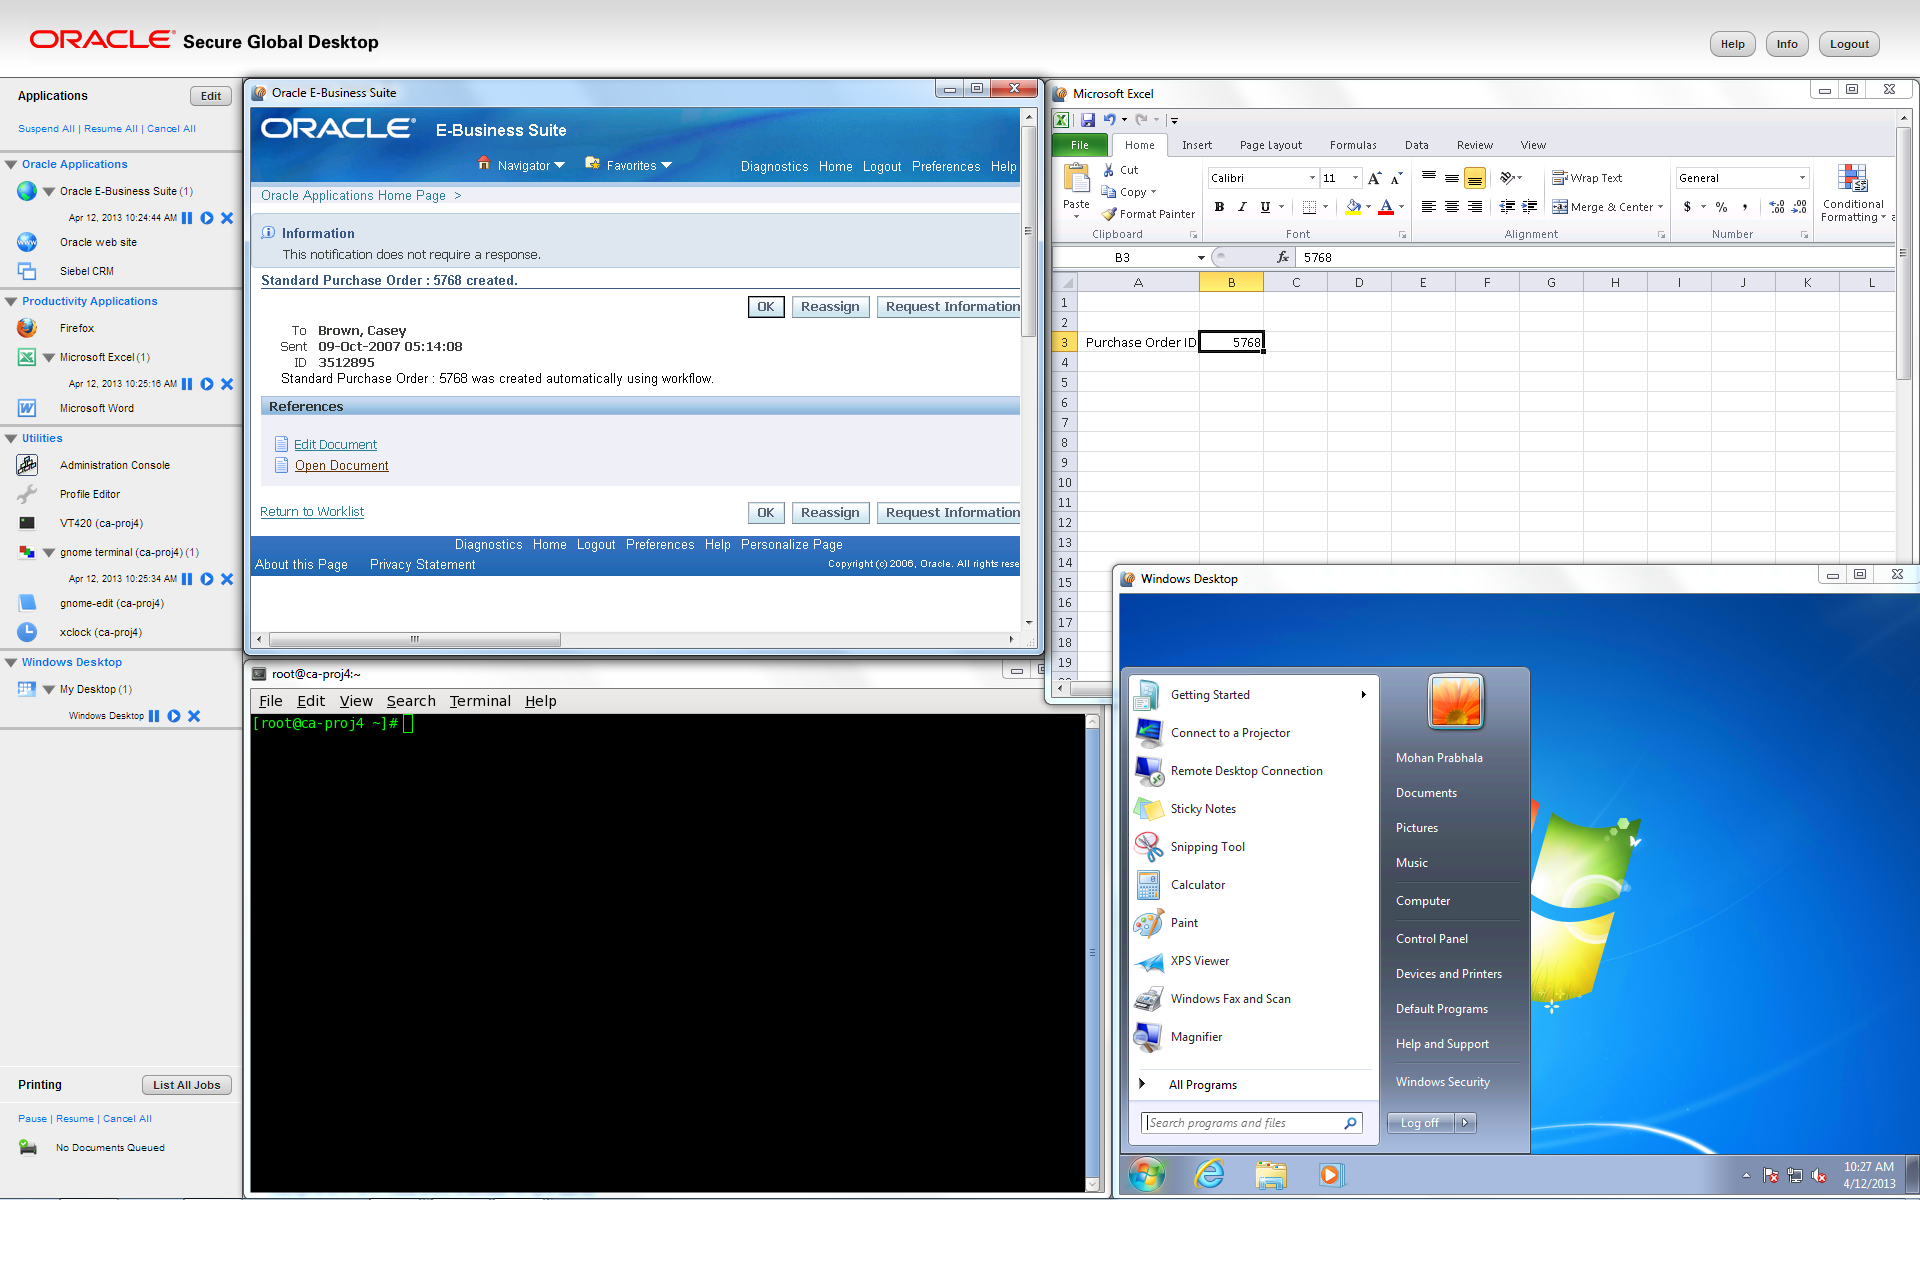 ORACLE Secure Global Desktop
Help
Info
Logout
Applications
Edit
Suspend All | Resume All | Cancel All
Oracle Applications
Oracle E-Business Suite (1)
Apr 12, 2013 10:24:44 AM
Oracle web site
Siebel CRM
Productivity Applications
Firefox
Microsoft Excel (1)
Apr 12, 2013 10:25:16 AM
Microsoft Word
Utilities
Administration Console
Profile Editor
VT420 (ca-proj4)
gnome terminal (ca-proj4) (1)
Apr 12, 2013 10:25:34 AM
gnome-edit (ca-proj4)
xclock (ca-proj4)
Windows Desktop
My Desktop (1)
Windows Desktop
Printing
List All Jobs
Pause | Resume | Cancel All
No Documents Queued
Oracle E-Business Suite
ORACLE E-Business Suite
Navigator Favorites Diagnostics Home Logout Preferences Help
Oracle Applications Home Page >
Information
This notification does not require a response.
Standard Purchase Order : 5768 created.
OK Reassign Request Information
To Brown, Casey
Sent 09-Oct-2007 05:14:08
ID 3512895
Standard Purchase Order : 5768 was created automatically using workflow.
References
Edit Document
Open Document
Return to Worklist
OK Reassign Request Information
Diagnostics Home Logout Preferences Help Personalize Page
About this Page Privacy Statement Copyright (c) 2006, Oracle. All rights rese
root@ca-proj4:~
File Edit View Search Terminal Help
[root@ca-proj4 ~]#
Microsoft Excel
File Home Insert Page Layout Formulas Data Review View
Paste
Cut
Copy
Format Painter
Clipboard
Calibri 11
B I U
Font
Wrap Text
Merge & Center
Alignment
General
$ % ,
Number
Conditional
Formatting
B3 fx 5768
A B C D E F G H I J K L
1
2
3 Purchase Order ID 5768
4
5
6
7
8
9
10
11
12
13
14
15
16
17
18
19
Windows Desktop
Getting Started
Connect to a Projector
Remote Desktop Connection
Sticky Notes
Snipping Tool
Calculator
Paint
XPS Viewer
Windows Fax and Scan
Magnifier
All Programs
Search programs and files
Mohan Prabhala
Documents
Pictures
Music
Computer
Control Panel
Devices and Printers
Default Programs
Help and Support
Windows Security
Log off
10:27 AM
4/12/2013